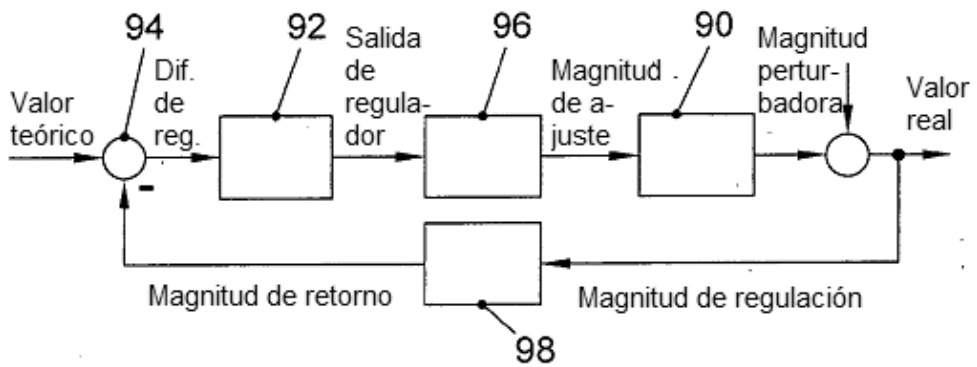 94
92
Salida
de
regula-
dor
96
90
Magnitud
pertur-
badora
Valor
real
Dif.
de
reg.
Valor
teórico
Magnitud
de a-
juste
-
Magnitud de retorno
Magnitud de regulación
98